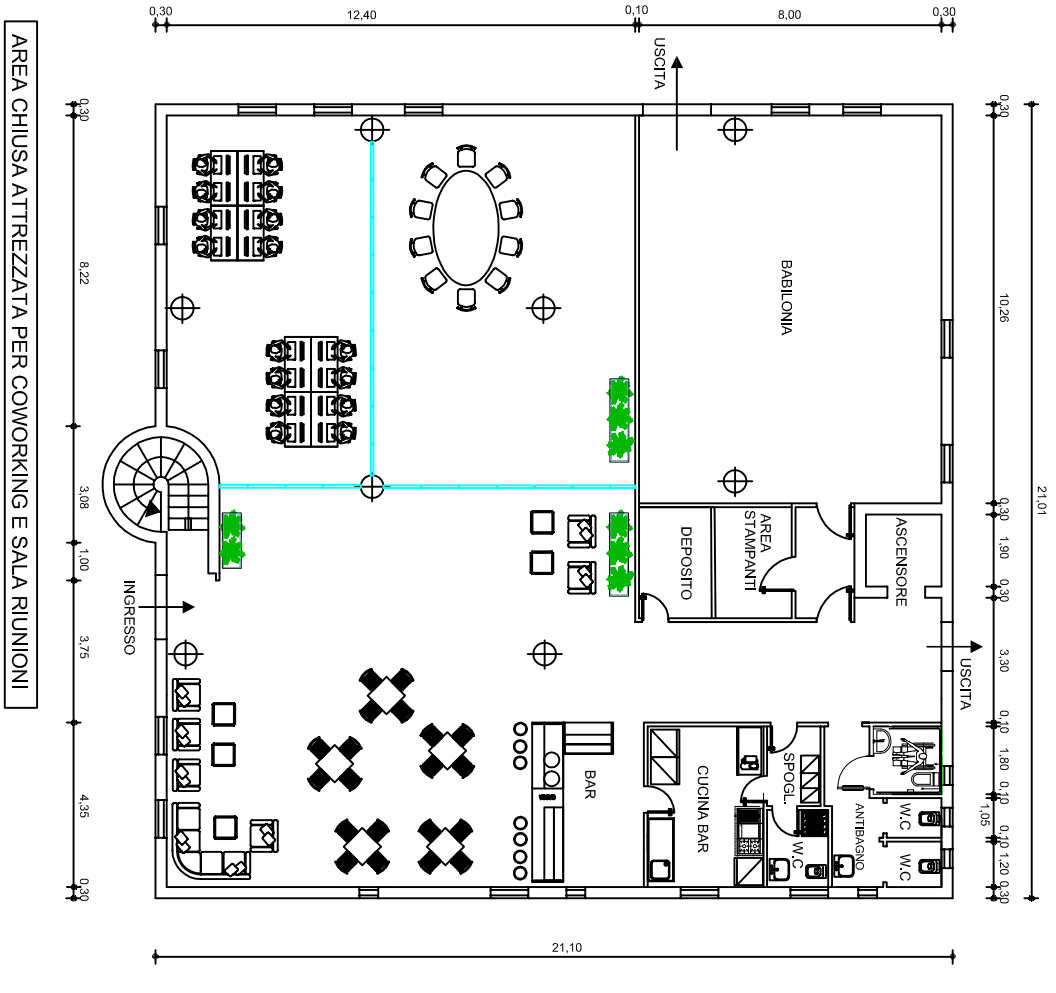 0,30
12,40
0,10
8,00
0,30
AREA CHIUSA ATTREZZATA PER COWORKING E SALA RIUNIONI
0,30
8,22
3,08
1,00
3,75
4,35
0,30
USCITA
BABILONIA
DEPOSITO
AREA
STAMPANTI
ASCENSORE
INGRESSO
USCITA
BAR
CUCINA BAR
SPOGL.
W.C
ANTIBAGNO
W.C
W.C
0,30
10,26
0,30
1,90
0,30
3,30
0,10
1,80
0,10
1,05
0,10
1,20
0,30
21,01
21,10